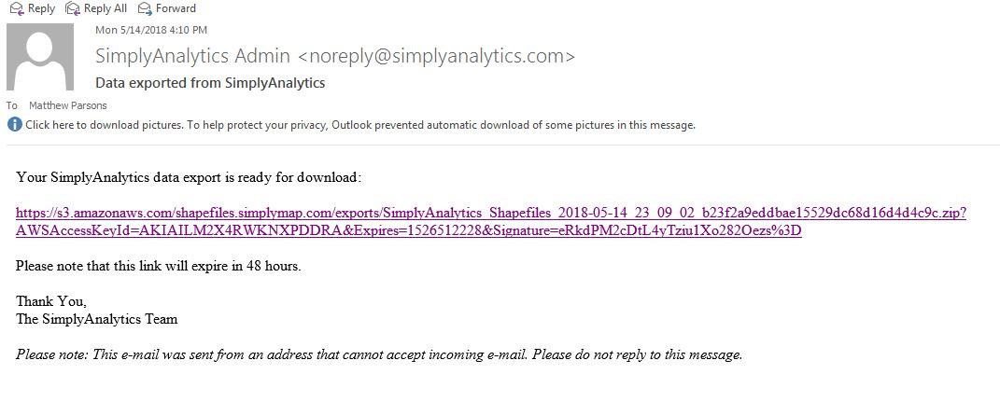 Reply Reply All Forward
Mon 5/14/2018 4:10 PM
SimplyAnalytics Admin <noreply@simplyanalytics.com>
Data exported from SimplyAnalytics
To Matthew Parsons
Click here to download pictures. To help protect your privacy, Outlook prevented automatic download of some pictures in this message.
Your SimplyAnalytics data export is ready for download:
https://s3.amazonaws.com/shapefiles.simplymap.com/exports/SimplyAnalytics_Shapefiles_2018-05-14_23_09_02_b23f2a9eddbae15529dc68d16d4d4c9c.zip?
AWSAccessKeyId=AKIAILM2X4RWKNXPDDRA&Expires=1526512228&Signature=eRkdPM2cDtL4yTziu1Xo282Oezs%3D
Please note that this link will expire in 48 hours.
Thank You,
The SimplyAnalytics Team
Please note: This e-mail was sent from an address that cannot accept incoming e-mail. Please do not reply to this message.